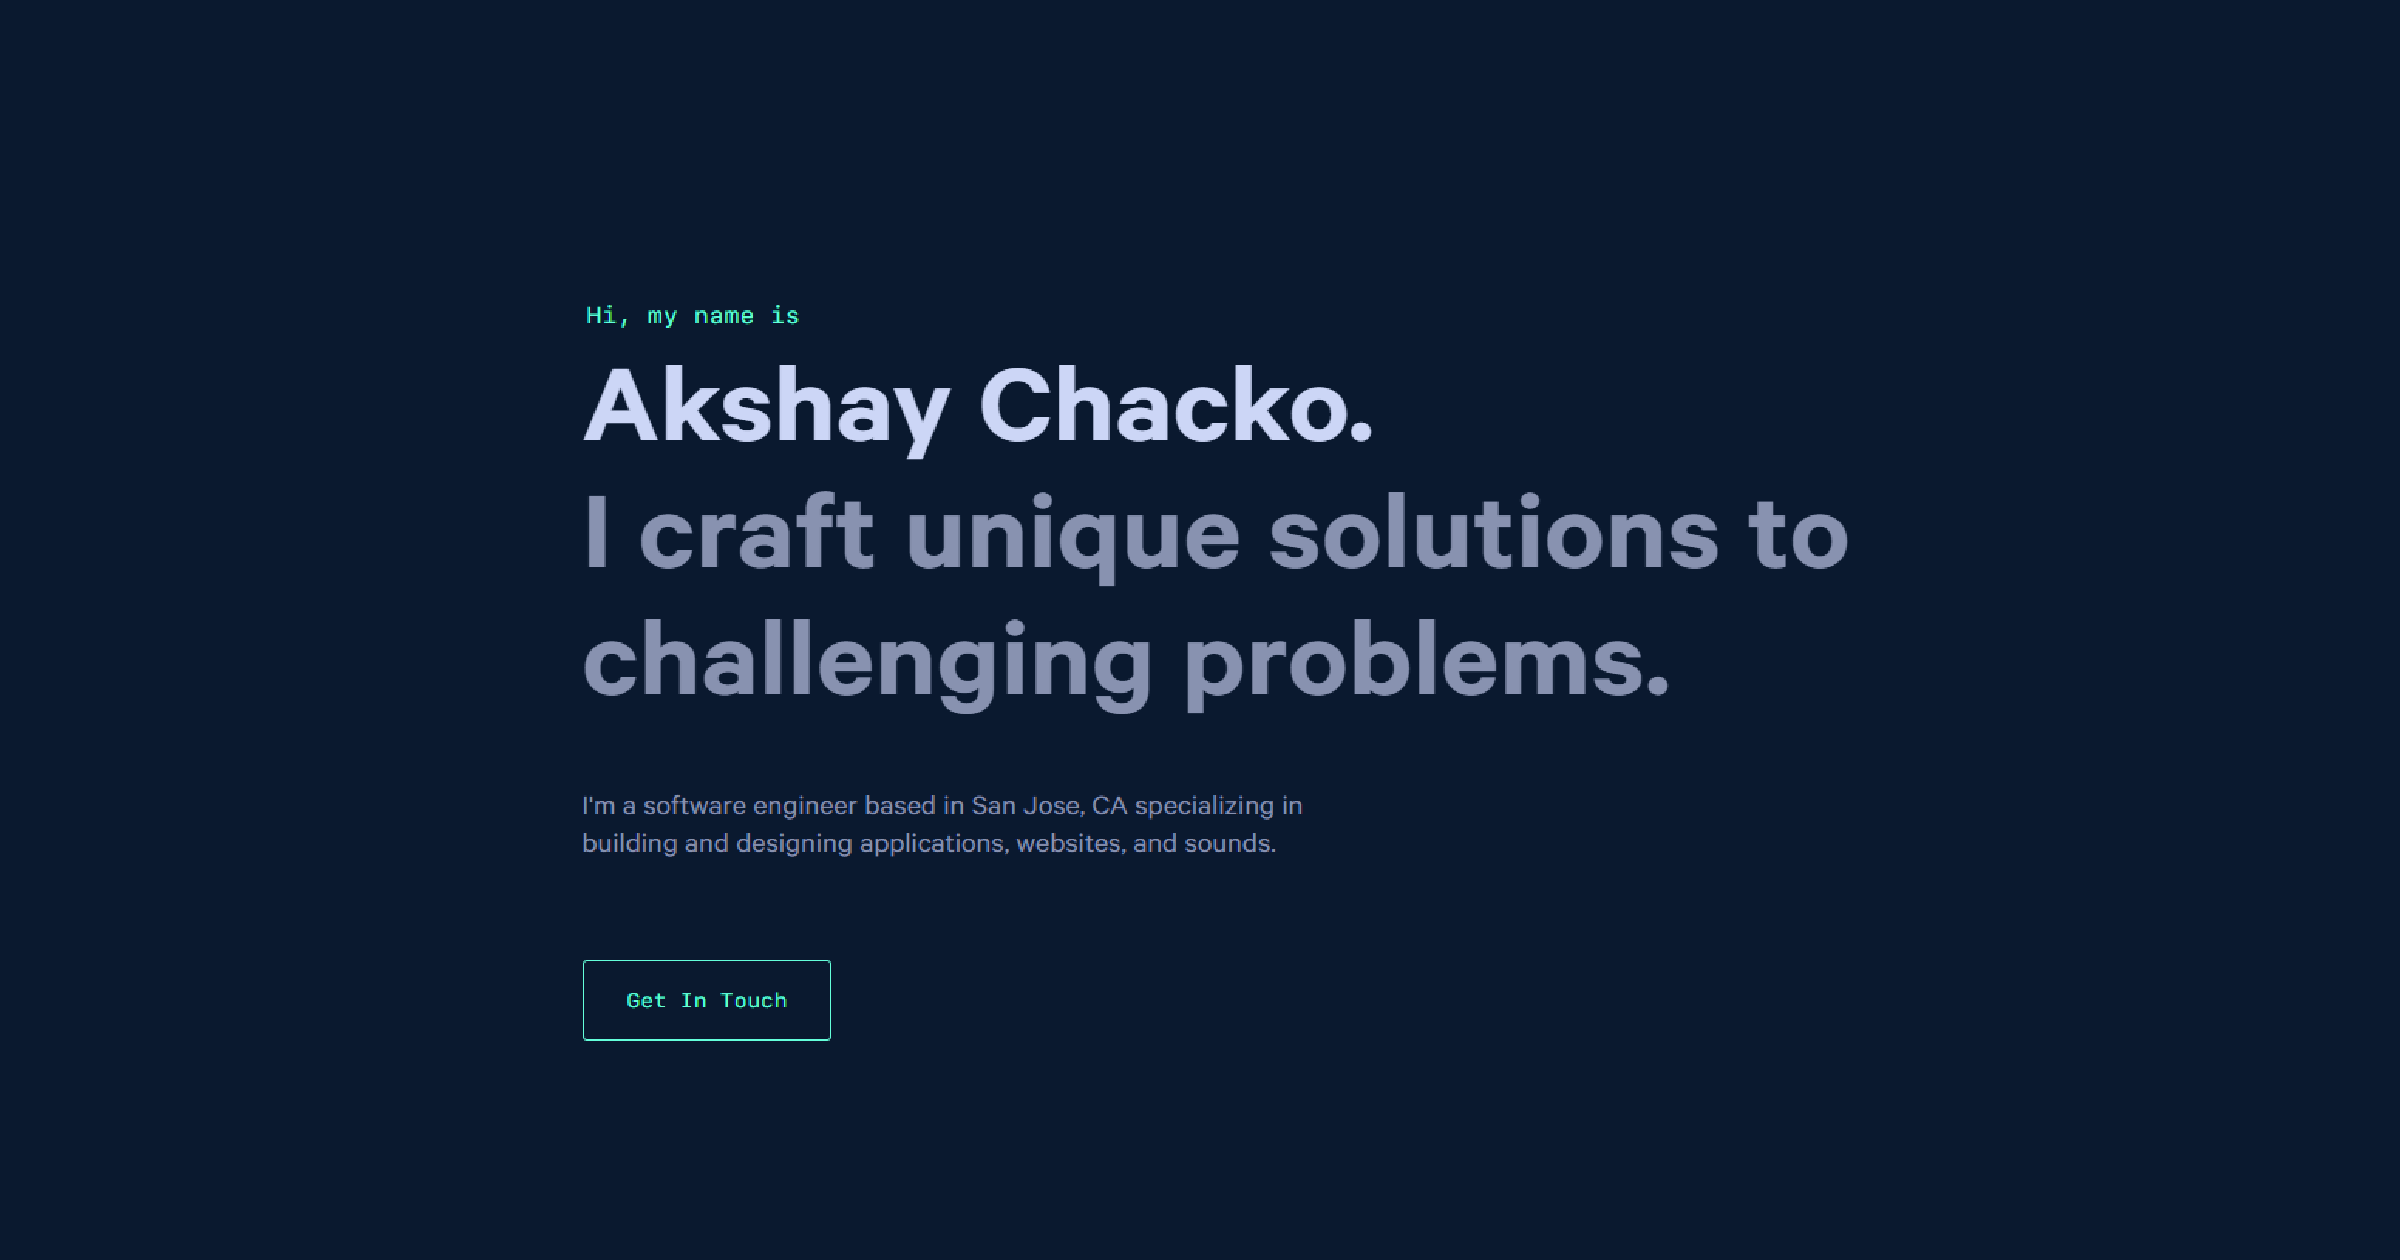 Hi, my name is
Akshay Chacko.
I craft unique solutions to
challenging problems.
I'm a software engineer based in San Jose, CA specializing in
building and designing applications, websites, and sounds.
Get In Touch